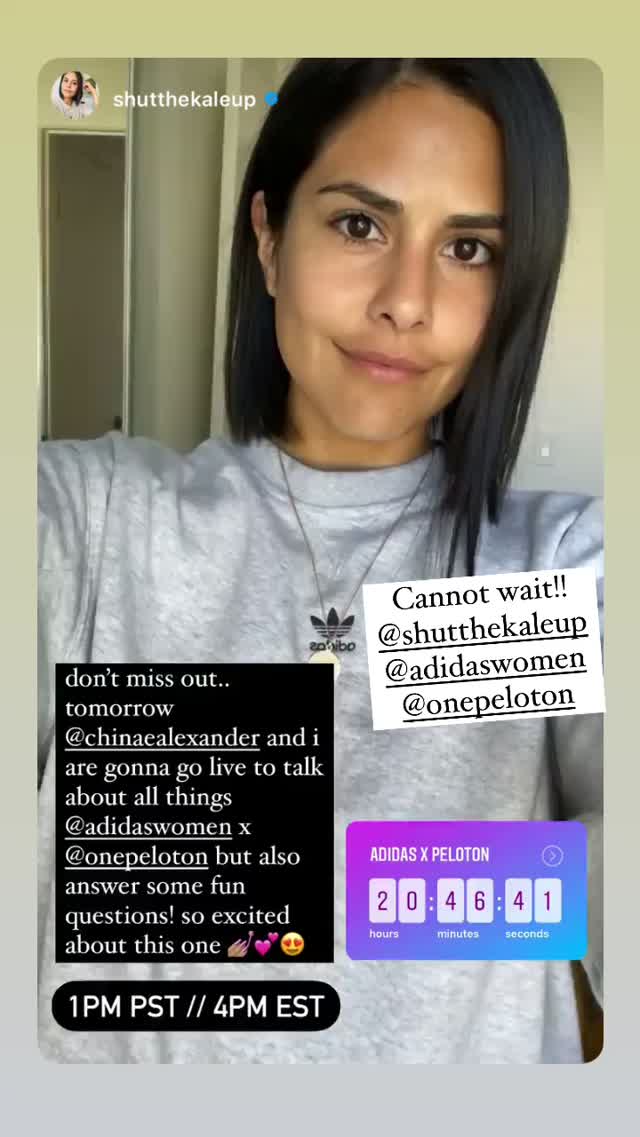 shutthekaleup
Cannot wait!!
@shutthekaleup
@adidaswomen
@onepeloton
adidas
don’t miss out..
tomorrow
@chinaealexander and i
are gonna go live to talk
about all things
@adidaswomen x
@onepeloton but also
answer some fun
questions! so excited
about this one 💅🏽💕😍
ADIDAS X PELOTON
20:46:41
hours minutes seconds
1PM PST // 4PM EST